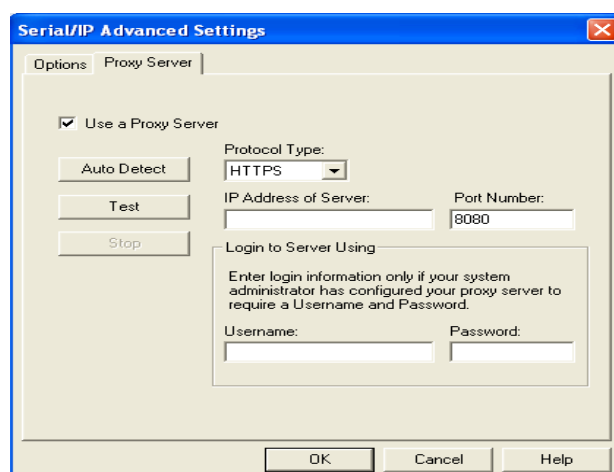 Serial/IP Advanced Settings
Options
Proxy Server
Use a Proxy Server
Protocol Type:
Auto Detect
HTTPS
IP Address of Server:
Port Number:
Test
8080
Stop
Login to Server Using
Enter login information only if your system
administrator has configured your proxy server to
require a Username and Password.
Username:
Password:
OK
Cancel
Help